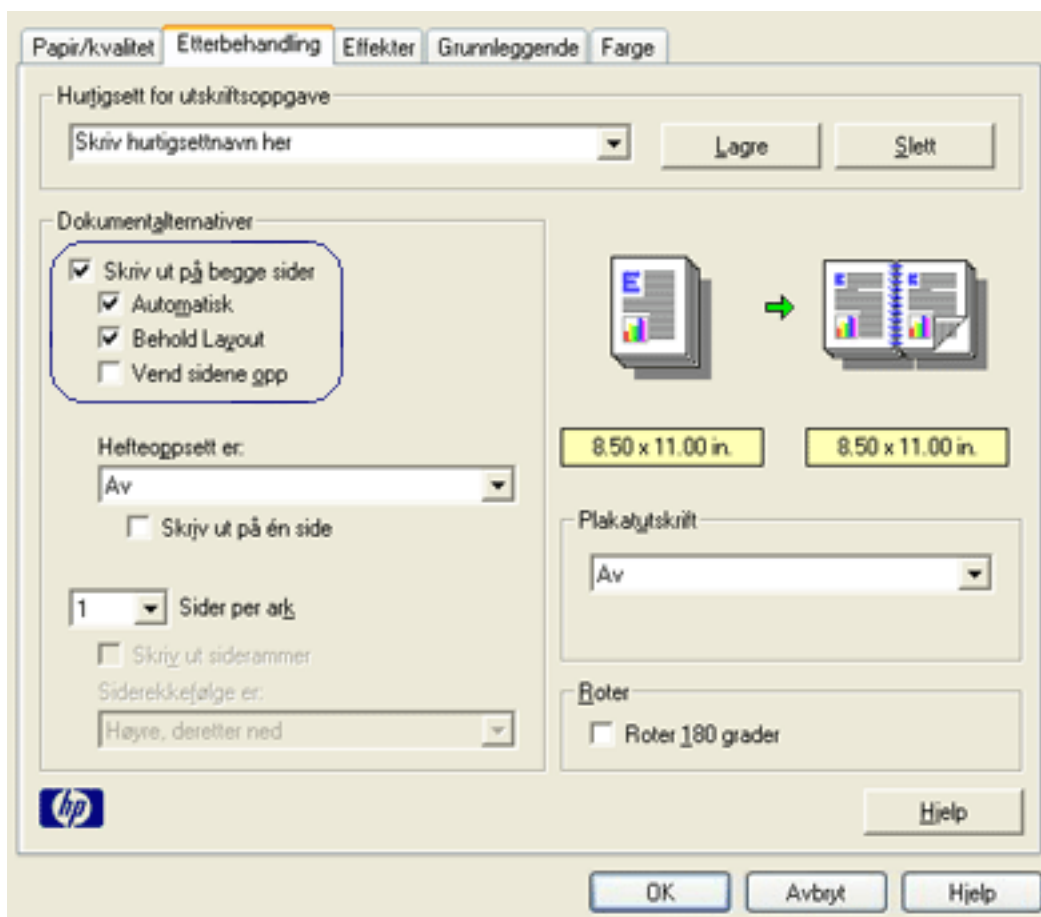 Papir/kvalitet Etterbehandling Effekter Grunnleggende Farge
Hurtigsett for utskriftsoppgave
Skriv hurtigsettnavn her Lagre Slett
Dokumentalternativer
Skriv ut på begge sider
Automatisk
Behold Layout
Vend sidene opp
Hefteoppsett er:
Av
Skriv ut på én side
1 Sider per ark
Skriv ut siderammer
Siderekkefølge er:
Høyre, deretter ned
E
8.50 x 11.00 in. 8.50 x 11.00 in.
Plakatutskrift
Av
Roter
Roter 180 grader
hp
Hjelp
OK Avbryt Hjelp